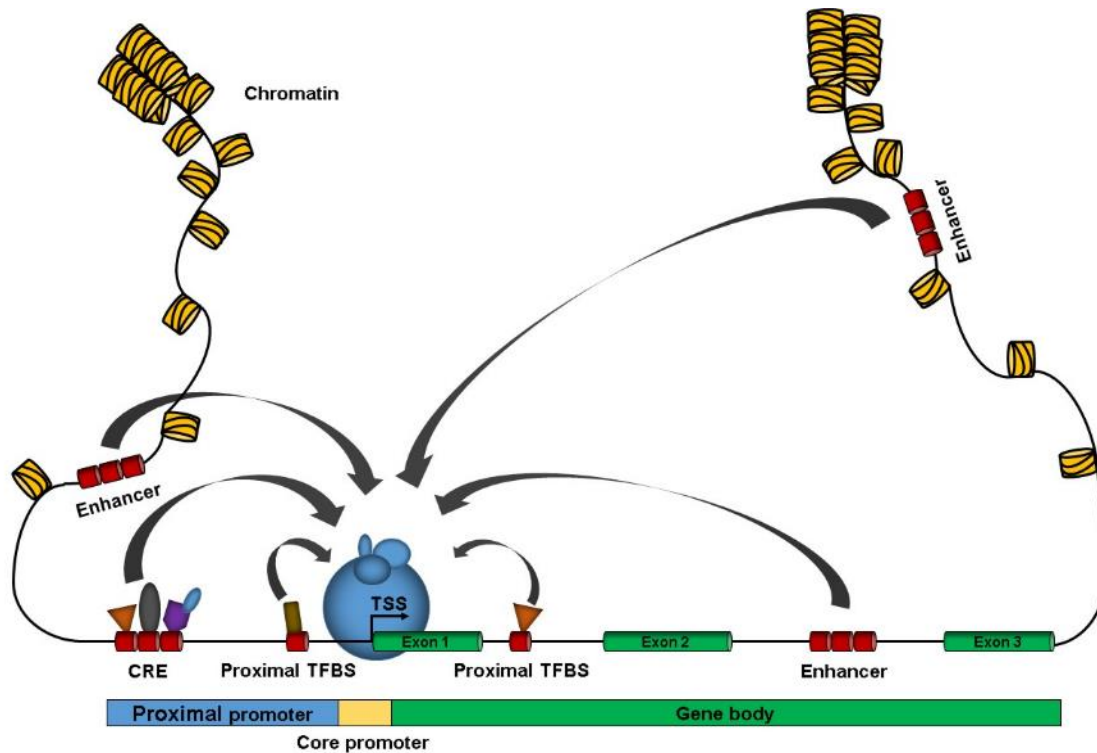 Chromatin
Enhancer
Enhancer
TSS
Exon 1
Exon 2
Exon 3
CRE
Proximal TFBS
Proximal TFBS
Enhancer
Proximal promoter
Gene body
Core promoter